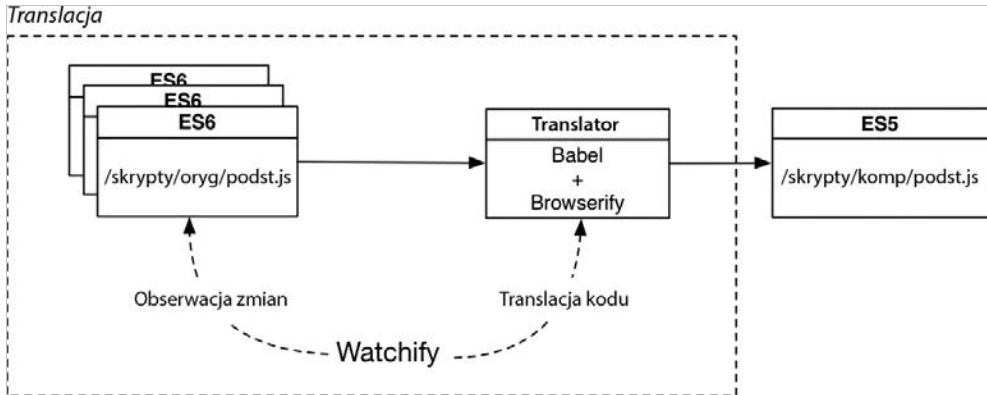 Translacja
ES6
ES6
ES6
/skrypty/oryg/podst.js
Translator
Babel
+
Browserify
ES5
/skrypty/komp/podst.js
Obserwacja zmian
Translacja kodu
Watchify